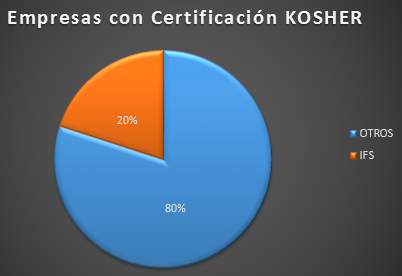 Empresas con Certificación KOSHER
20%
OTROS
IFS
80%